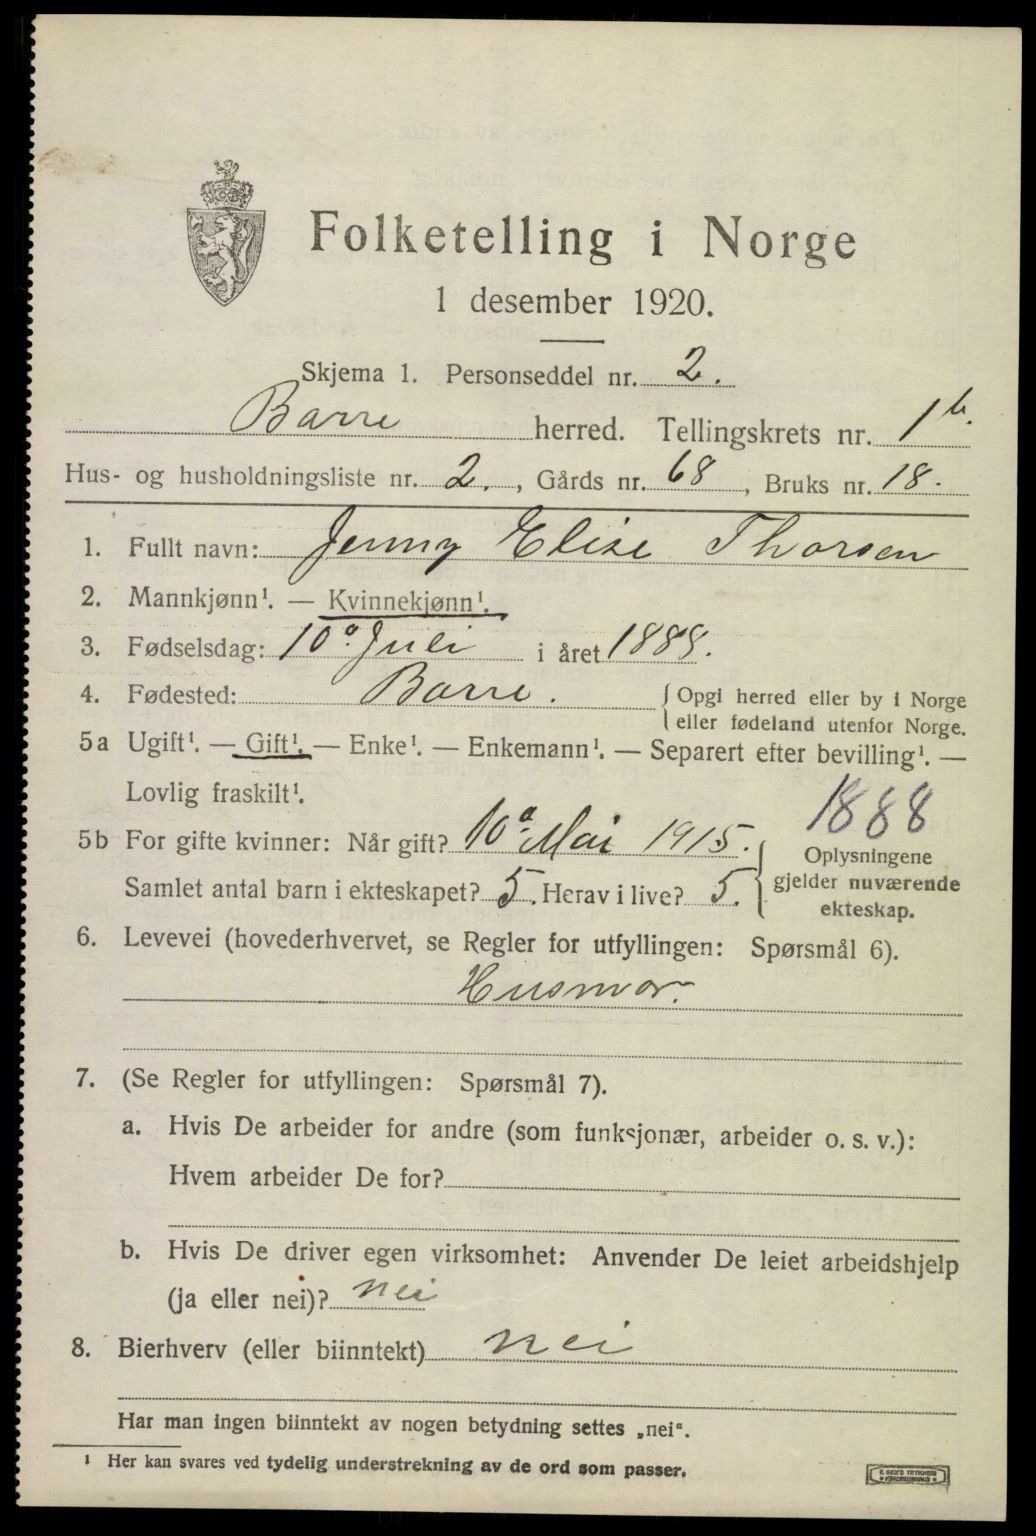 Folketelling i Norge
1 desember 1920.
Skjema 1. Personseddel nr. 2.
Barre herred. Tellingskrets nr. 1b.
Hus- og husholdningsliste nr. 2., Gårds nr. 68, Bruks nr. 18.
1. Fullt navn: Jenny Elise Thorsen
2. Mannkjønn¹. — Kvinnekjønn¹.
3. Fødselsdag: 10de Juli i året 1888.
4. Fødested: Borre. { Opgi herred eller by i Norge
eller fødeland utenfor Norge.
5a Ugift¹. — Gift¹. — Enke¹. — Enkemann¹. — Separert efter bevilling¹. —
Lovlig fraskilt¹.
1888
5b For gifte kvinner: Når gift? 10de Mai 1915.
Samlet antal barn i ekteskapet? 5. Herav i live? 5.
} Oplysningene
gjelder nuværende
ekteskap.
6. Levevei (hovederhvervet, se Regler for utfyllingen: Spørsmål 6).
Husmor.
7. (Se Regler for utfyllingen: Spørsmål 7).
a. Hvis De arbeider for andre (som funksjonær, arbeider o. s. v.):
Hvem arbeider De for?
b. Hvis De driver egen virksomhet: Anvender De leiet arbeidshjelp
(ja eller nei)? nei
8. Bierhverv (eller biinntekt) nei
Har man ingen biinntekt av nogen betydning settes „nei“.
¹ Her kan svares ved tydelig understrekning av de ord som passer.